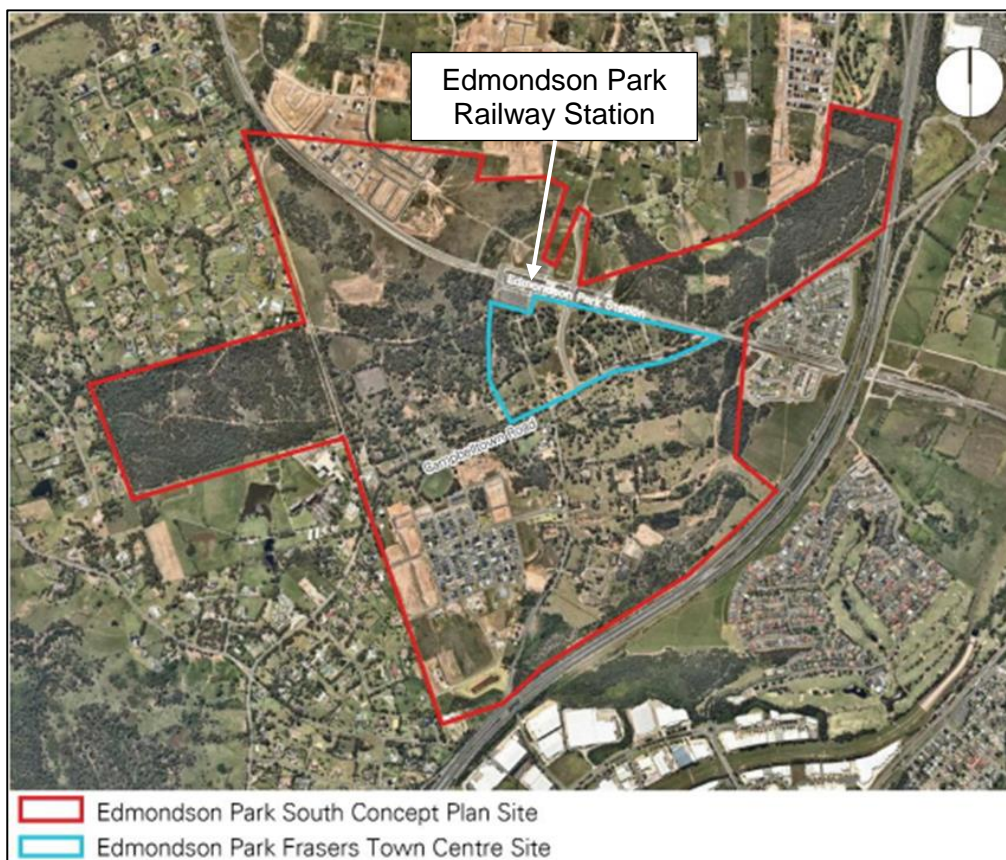 Edmondson Park
Railway Station
Edmondson Park Station
Campbelltown Road
Edmondson Park South Concept Plan Site
Edmondson Park Frasers Town Centre Site